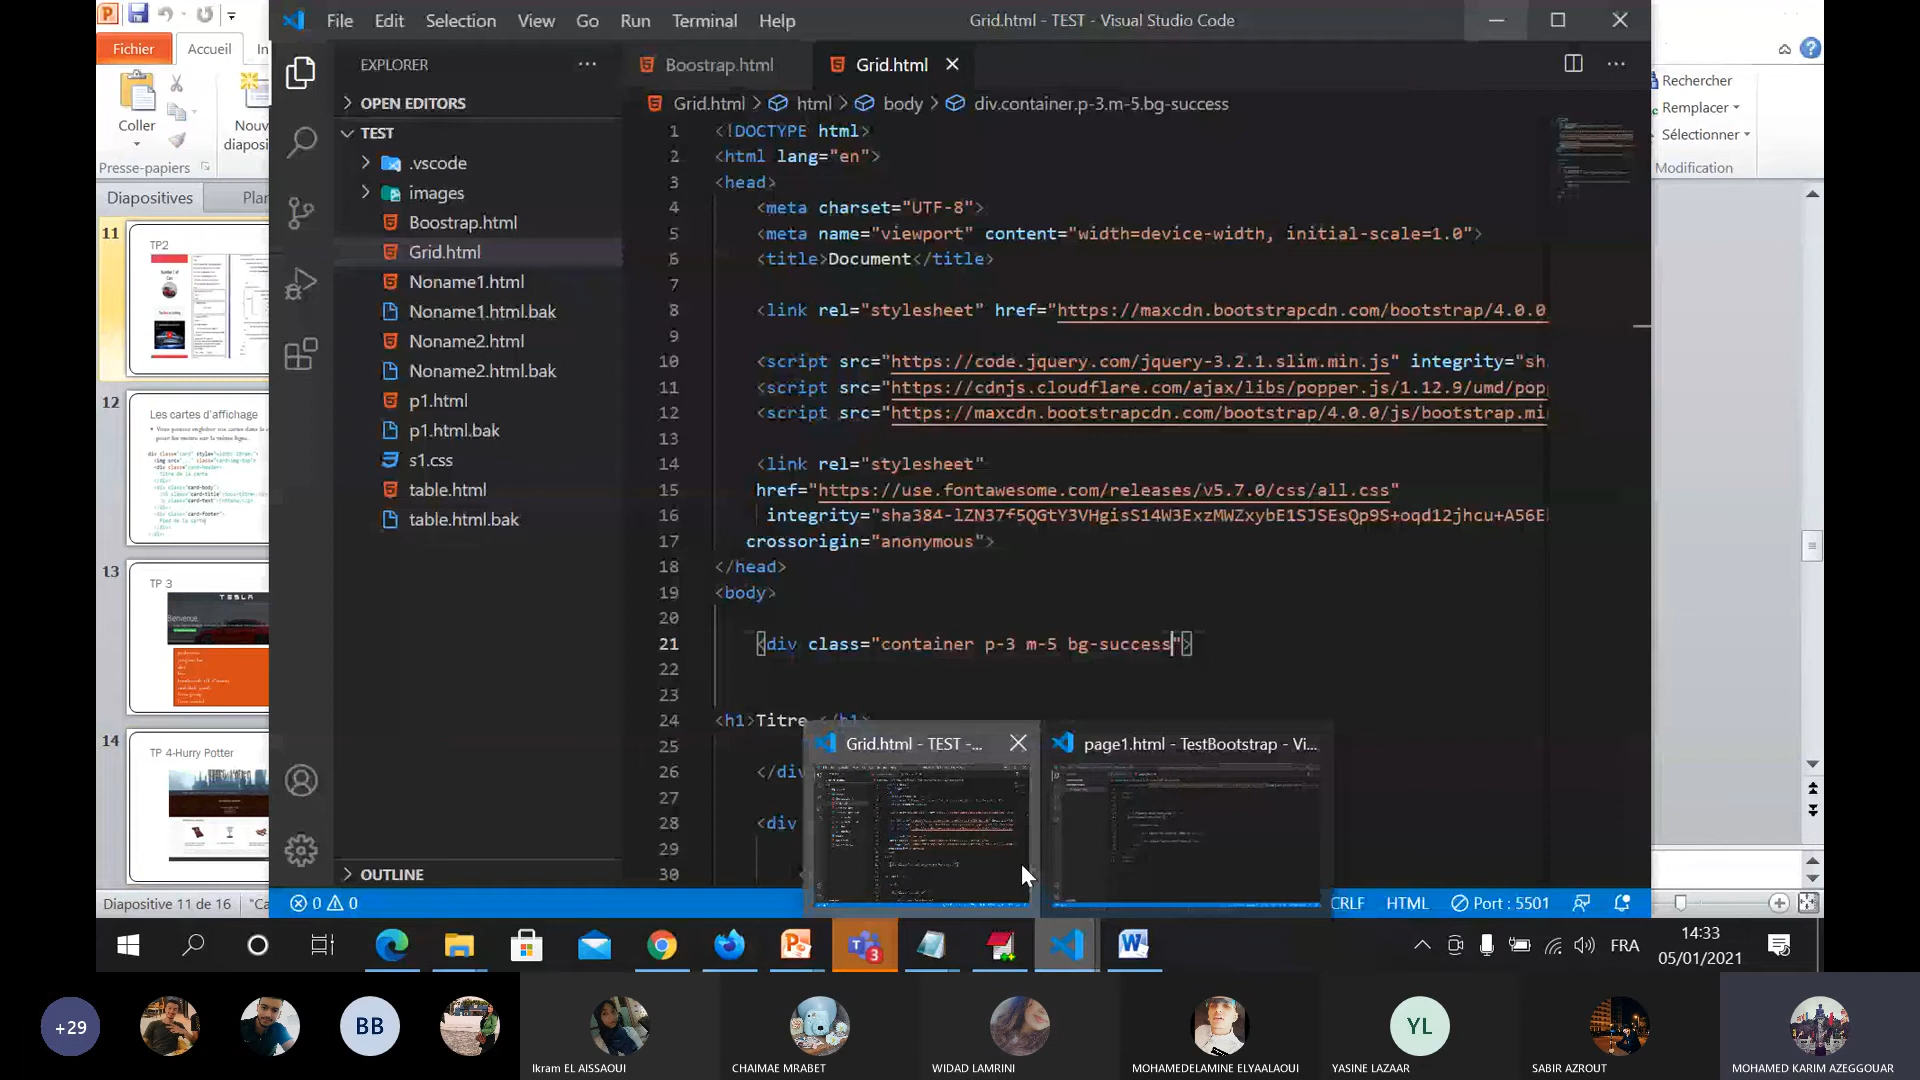 File Edit Selection View Go Run Terminal Help
Grid.html - TEST - Visual Studio Code
Fichier Accueil In
Coller
Nouv
diaposi
Presse-papiers
Rechercher
Remplacer
Sélectionner
Modification
Diapositives Plar
11
TP2
12
Les cartes d'affichage
13
TP 3
TESLA
Bienvenue
14
TP 4-Hurry Potter
Diapositive 11 de 16 "Ca
EXPLORER
OPEN EDITORS
TEST
.vscode
images
Boostrap.html
Grid.html
Noname1.html
Noname1.html.bak
Noname2.html
Noname2.html.bak
p1.html
p1.html.bak
s1.css
table.html
table.html.bak
OUTLINE
Boostrap.html Grid.html
Grid.html > html > body > div.container.p-3.m-5.bg-success
1 <!DOCTYPE html>
2 <html lang="en">
3 <head>
4 <meta charset="UTF-8">
5 <meta name="viewport" content="width=device-width, initial-scale=1.0">
6 <title>Document</title>
7
8 <link rel="stylesheet" href="https://maxcdn.bootstrapcdn.com/bootstrap/4.0.0
9
10 <script src="https://code.jquery.com/jquery-3.2.1.slim.min.js" integrity="sh
11 <script src="https://cdnjs.cloudflare.com/ajax/libs/popper.js/1.12.9/umd/pop
12 <script src="https://maxcdn.bootstrapcdn.com/bootstrap/4.0.0/js/bootstrap.mi
13
14 <link rel="stylesheet"
15 href="https://use.fontawesome.com/releases/v5.7.0/css/all.css"
16 integrity="sha384-lZN37f5QGtY3VHgisS14W3ExzMWZxybE1SJSEsQp9S+oqd12jhcu+A56E
17 crossorigin="anonymous">
18 </head>
19 <body>
20
21 <div class="container p-3 m-5 bg-success">
22
23
24 <h1>Titre </h1>
25
26 </div
27
28 <div
29
30
Grid.html - TEST -...
page1.html - TestBootstrap - Vi...
0 0
CRLF HTML Port : 5501
3
FRA
14:33
05/01/2021
+29
BB
YL
Ikram EL AISSAOUI
CHAIMAE MRABET
WIDAD LAMRINI
MOHAMEDELAMINE ELYAALAOUI
YASINE LAZAAR
SABIR AZROUT
MOHAMED KARIM AZEGGOUAR